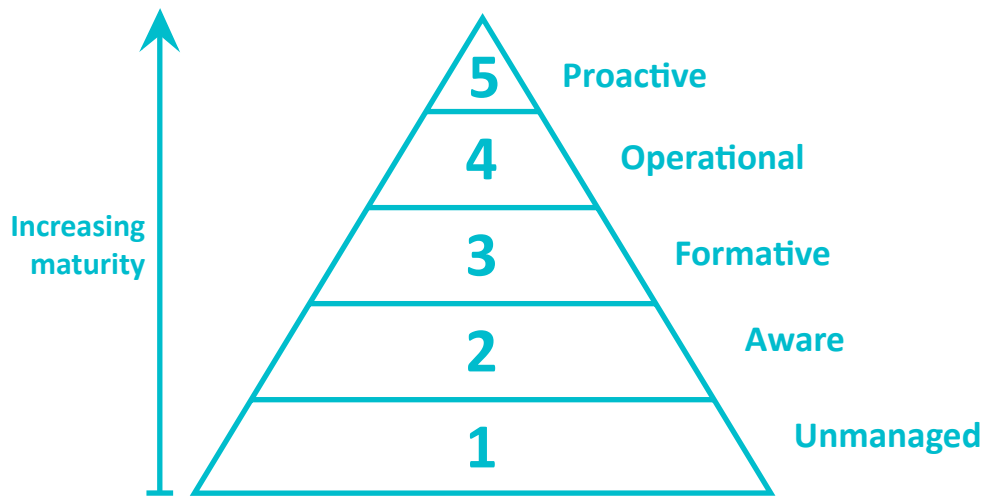 5 Proactive
4 Operational
Increasing
maturity
3 Formative
2 Aware
1 Unmanaged